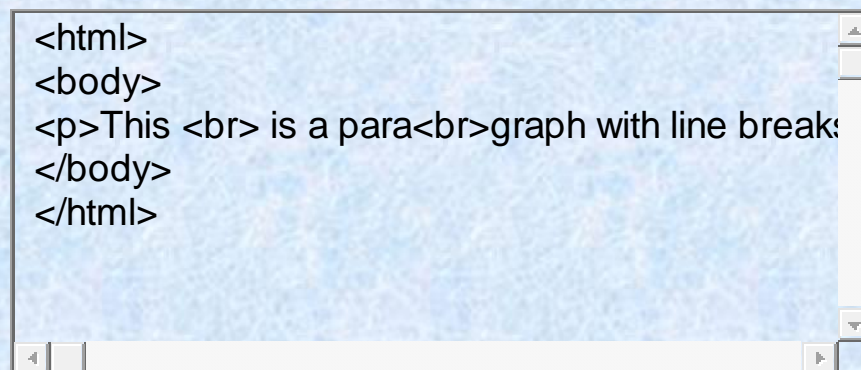 <html>
<body>
<p>This <br> is a para<br>graph with line breaks
</body>
</html>